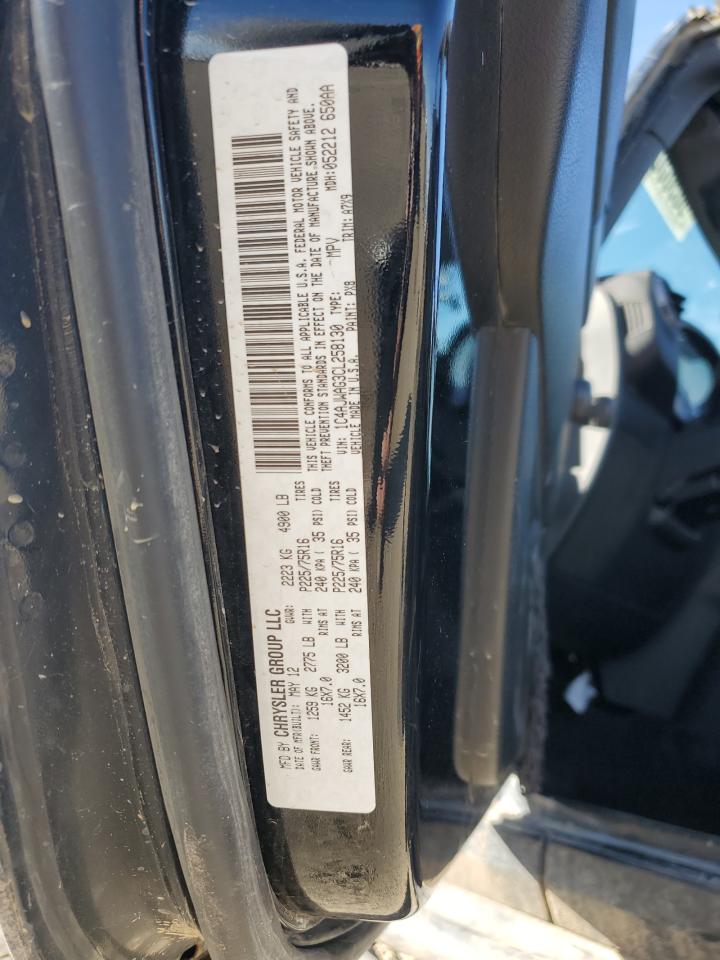 MFD BY CHRYSLER GROUP LLC
DATE OF MFR(BUILT): MAY 12 GVWR: 2223 KG 4900 LB
GAWR FRONT: 1259 KG 2775 LB WITH P225/75R16 TIRES
16X7.0 RIMS AT 240 KPA ( 35 PSI) COLD
GAWR REAR: 1452 KG 3200 LB WITH P225/75R16 TIRES
16X7.0 RIMS AT 240 KPA ( 35 PSI) COLD
THIS VEHICLE CONFORMS TO ALL APPLICABLE U.S.A. FEDERAL MOTOR VEHICLE SAFETY AND
THEFT PREVENTION STANDARDS IN EFFECT ON THE DATE OF MANUFACTURE SHOWN ABOVE.
VIN: 1C4AJWAG3CL258130 TYPE: MPV MDH:052212 650AA
VEHICLE MADE IN U.S.A. PAINT: PX8 TRIM: A7X9